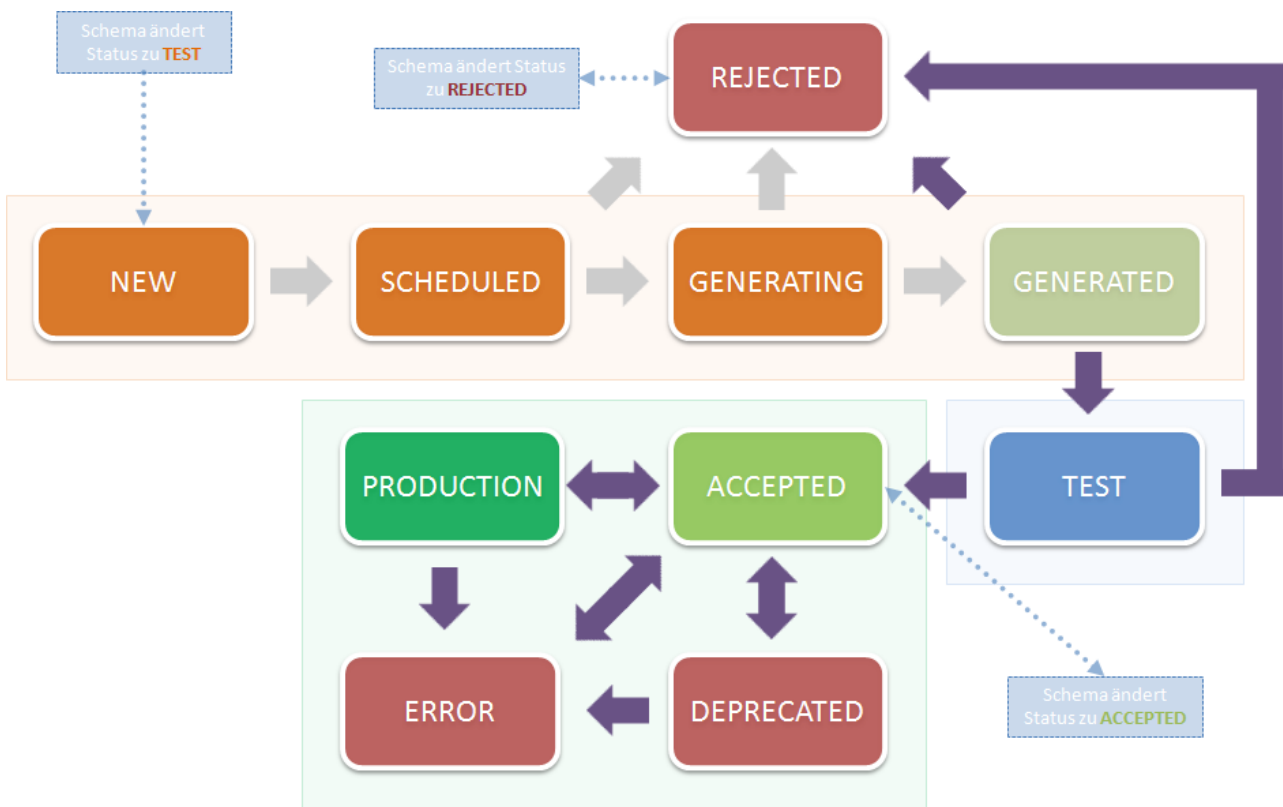 Schema ändert
Status zu TEST
Schema ändert Status
zu REJECTED
REJECTED
NEW
SCHEDULED
GENERATING
GENERATED
PRODUCTION
ACCEPTED
TEST
ERROR
DEPRECATED
Schema ändert
Status zu ACCEPTED